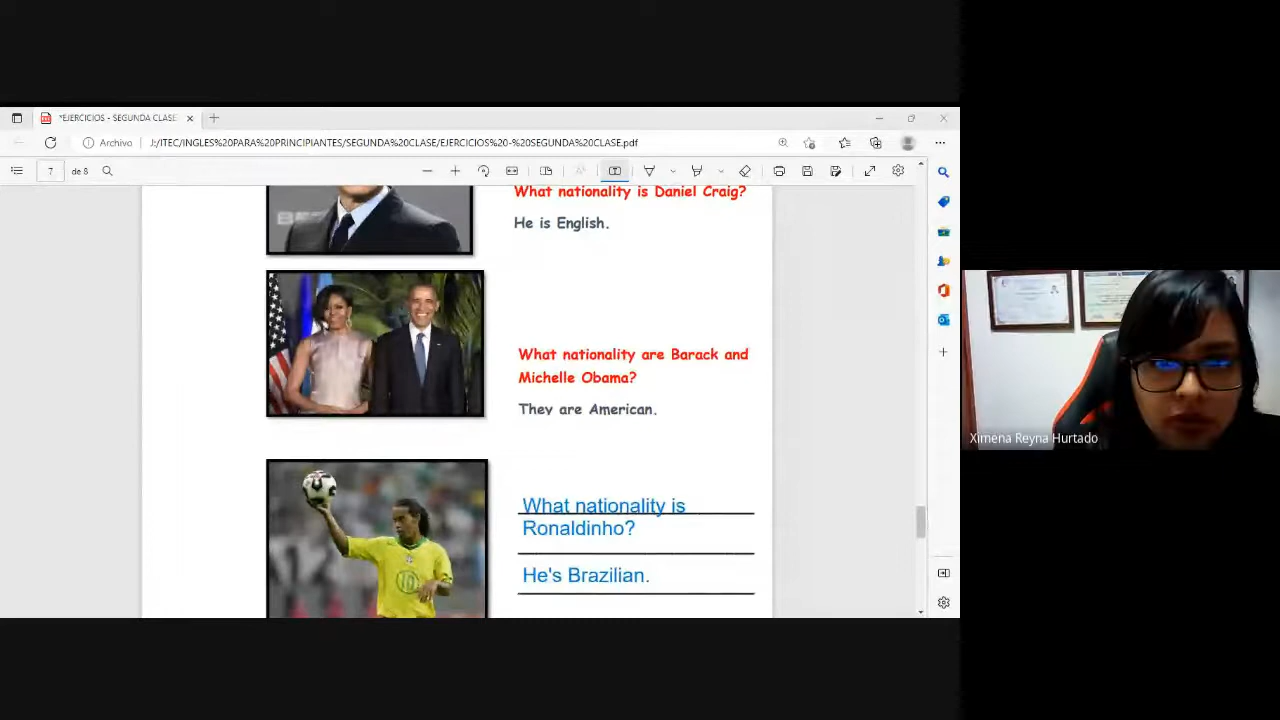 *EJERCICIOS - SEGUNDA CLASE
Archivo
J:/ITEC/INGLES%20PARA%20PRINCIPIANTES/SEGUNDA%20CLASE/EJERCICIOS%20-%20SEGUNDA%20CLASE.pdf
7 de 8
What nationality is Daniel Craig?
He is English.
What nationality are Barack and
Michelle Obama?
They are American.
What nationality is
Ronaldinho?
He's Brazilian.
Ximena Reyna Hurtado